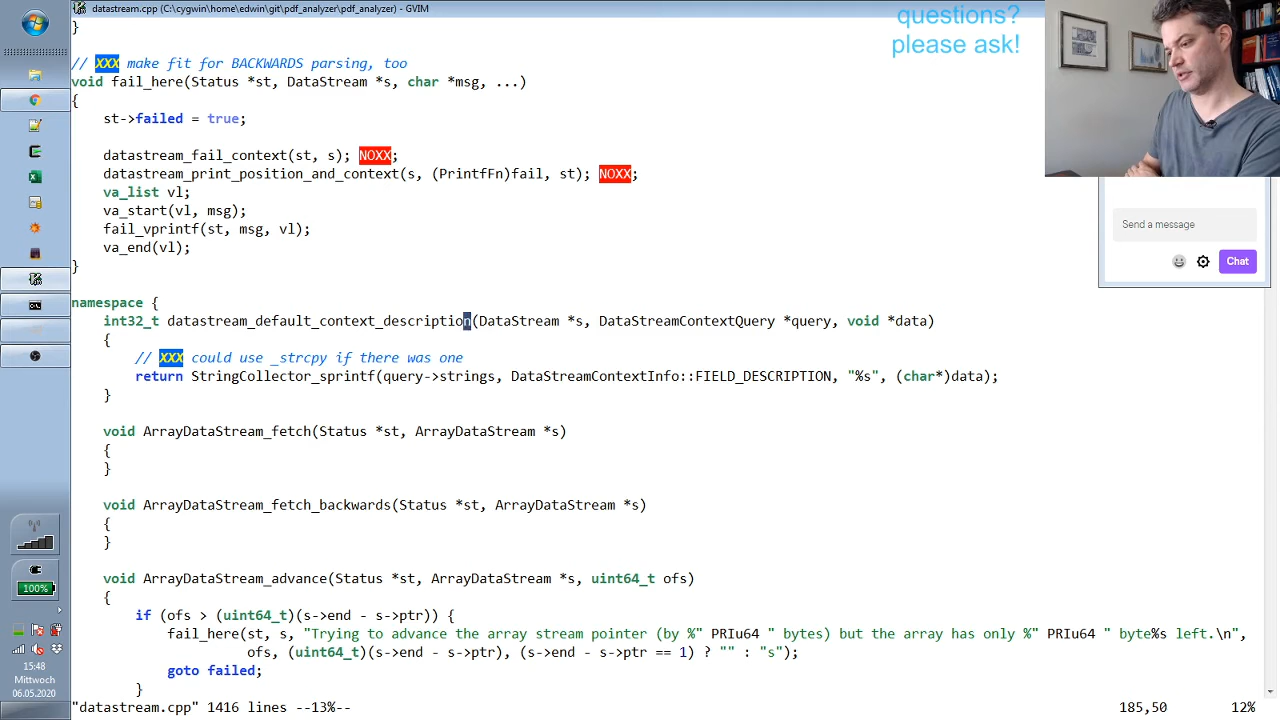 datastream.cpp (C:\cygwin\home\edwin\git\pdf_analyzer\pdf_analyzer) - GVIM
questions?
please ask!
}
// XXX make fit for BACKWARDS parsing, too
void fail_here(Status *st, DataStream *s, char *msg, ...)
{
st->failed = true;
datastream_fail_context(st, s); NOXX;
datastream_print_position_and_context(s, (PrintfFn)fail, st); NOXX;
va_list vl;
va_start(vl, msg);
fail_vprintf(st, msg, vl);
va_end(vl);
}
Send a message
Chat
namespace {
int32_t datastream_default_context_description(DataStream *s, DataStreamContextQuery *query, void *data)
{
// XXX could use _strcpy if there was one
return StringCollector_sprintf(query->strings, DataStreamContextInfo::FIELD_DESCRIPTION, "%s", (char*)data);
}
void ArrayDataStream_fetch(Status *st, ArrayDataStream *s)
{
}
void ArrayDataStream_fetch_backwards(Status *st, ArrayDataStream *s)
{
}
void ArrayDataStream_advance(Status *st, ArrayDataStream *s, uint64_t ofs)
{
if (ofs > (uint64_t)(s->end - s->ptr)) {
fail_here(st, s, "Trying to advance the array stream pointer (by %" PRIu64 " bytes) but the array has only %" PRIu64 " byte%s left.\n",
ofs, (uint64_t)(s->end - s->ptr), (s->end - s->ptr == 1) ? "" : "s");
goto failed;
}
"datastream.cpp" 1416 lines --13%--
185,50
12%
100%
15:48
Mittwoch
06.05.2020